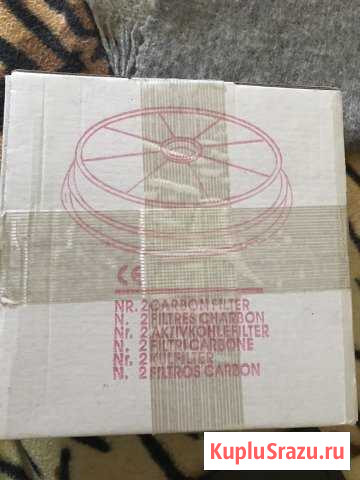 CE
NR. 2 CARBON FILTER
N. 2 FILTRES CHARBON
Nr. 2 AKTIVKOHLEFILTER
N. 2 FILTRI CARBONE
Nr. 2 KULFILTER
N. 2 FILTROS CARBON
KupluSrazu.ru